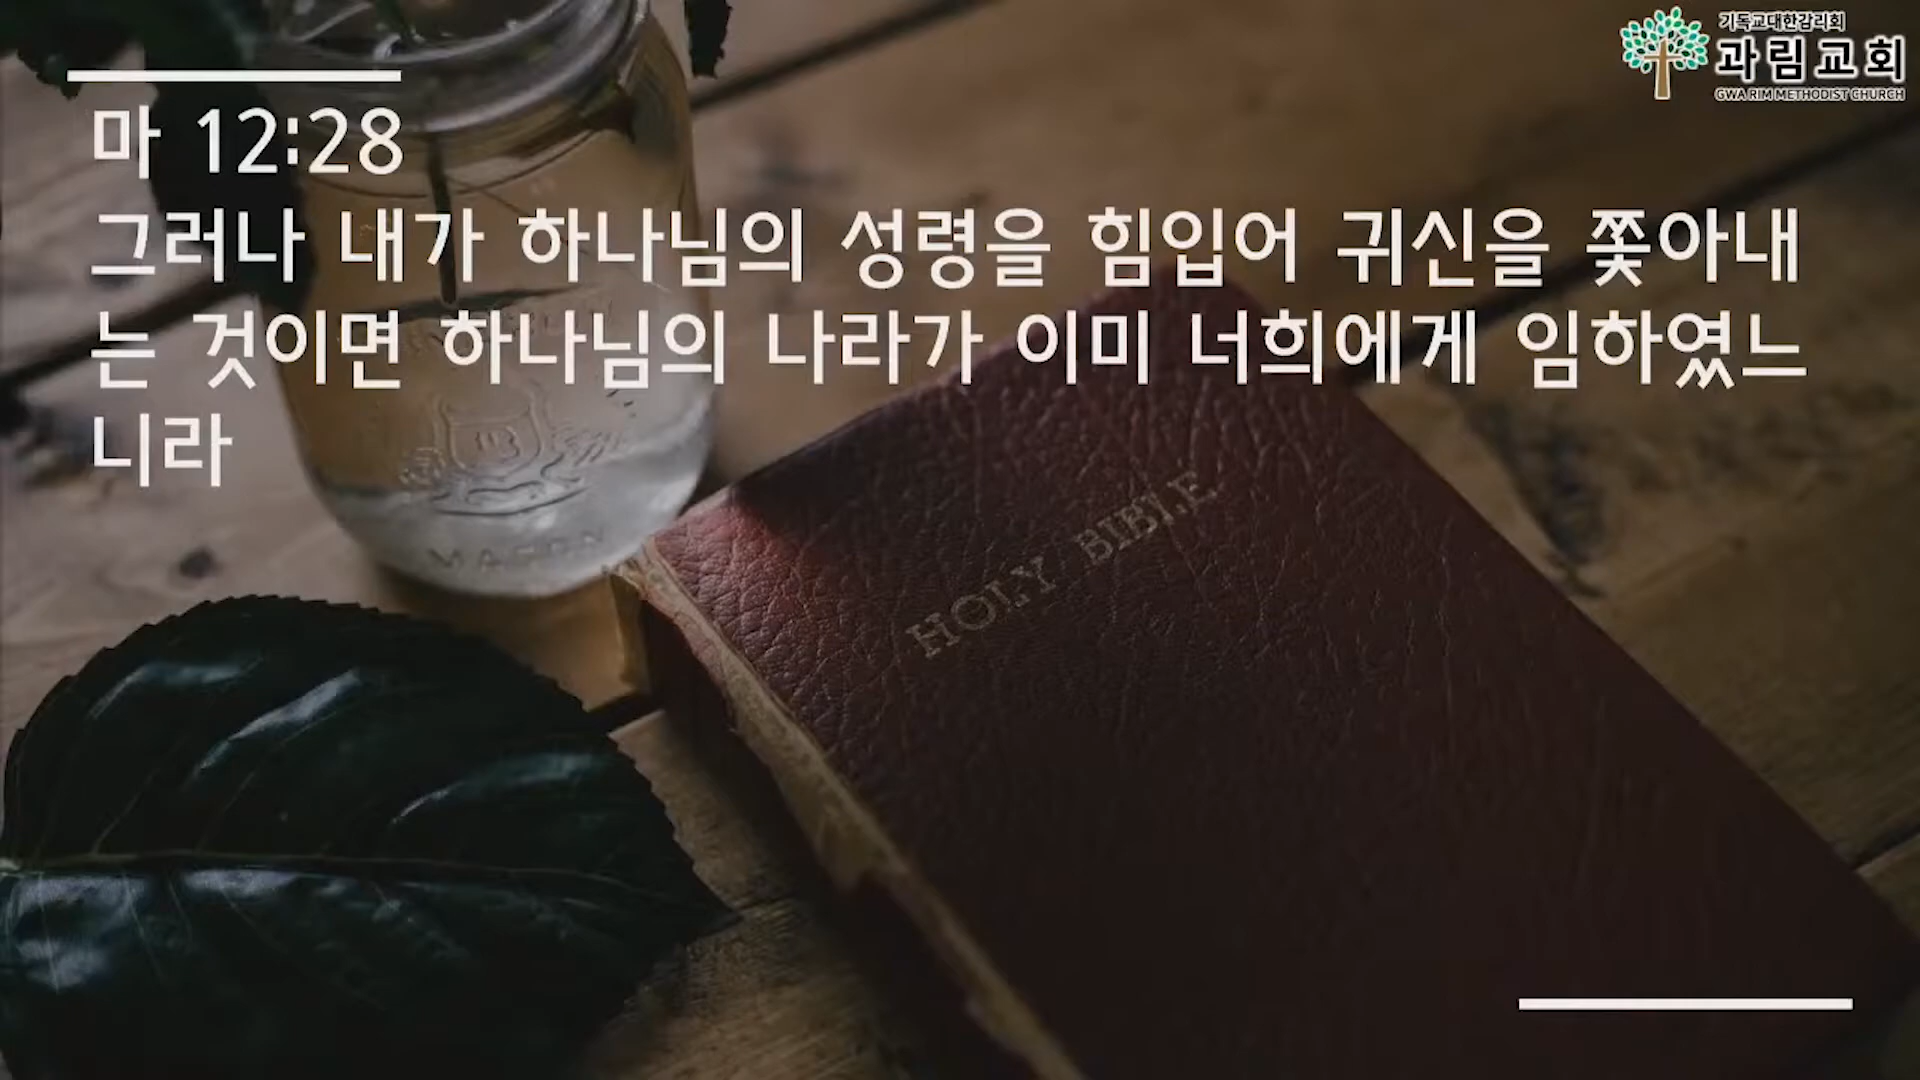 기독교대한감리회
과림교회
GWA RIM METHODIST CHURCH
마 12:28
그러나 내가 하나님의 성령을 힘입어 귀신을 쫓아내
는 것이면 하나님의 나라가 이미 너희에게 임하였느
니라
HOLY BIBLE
MASON